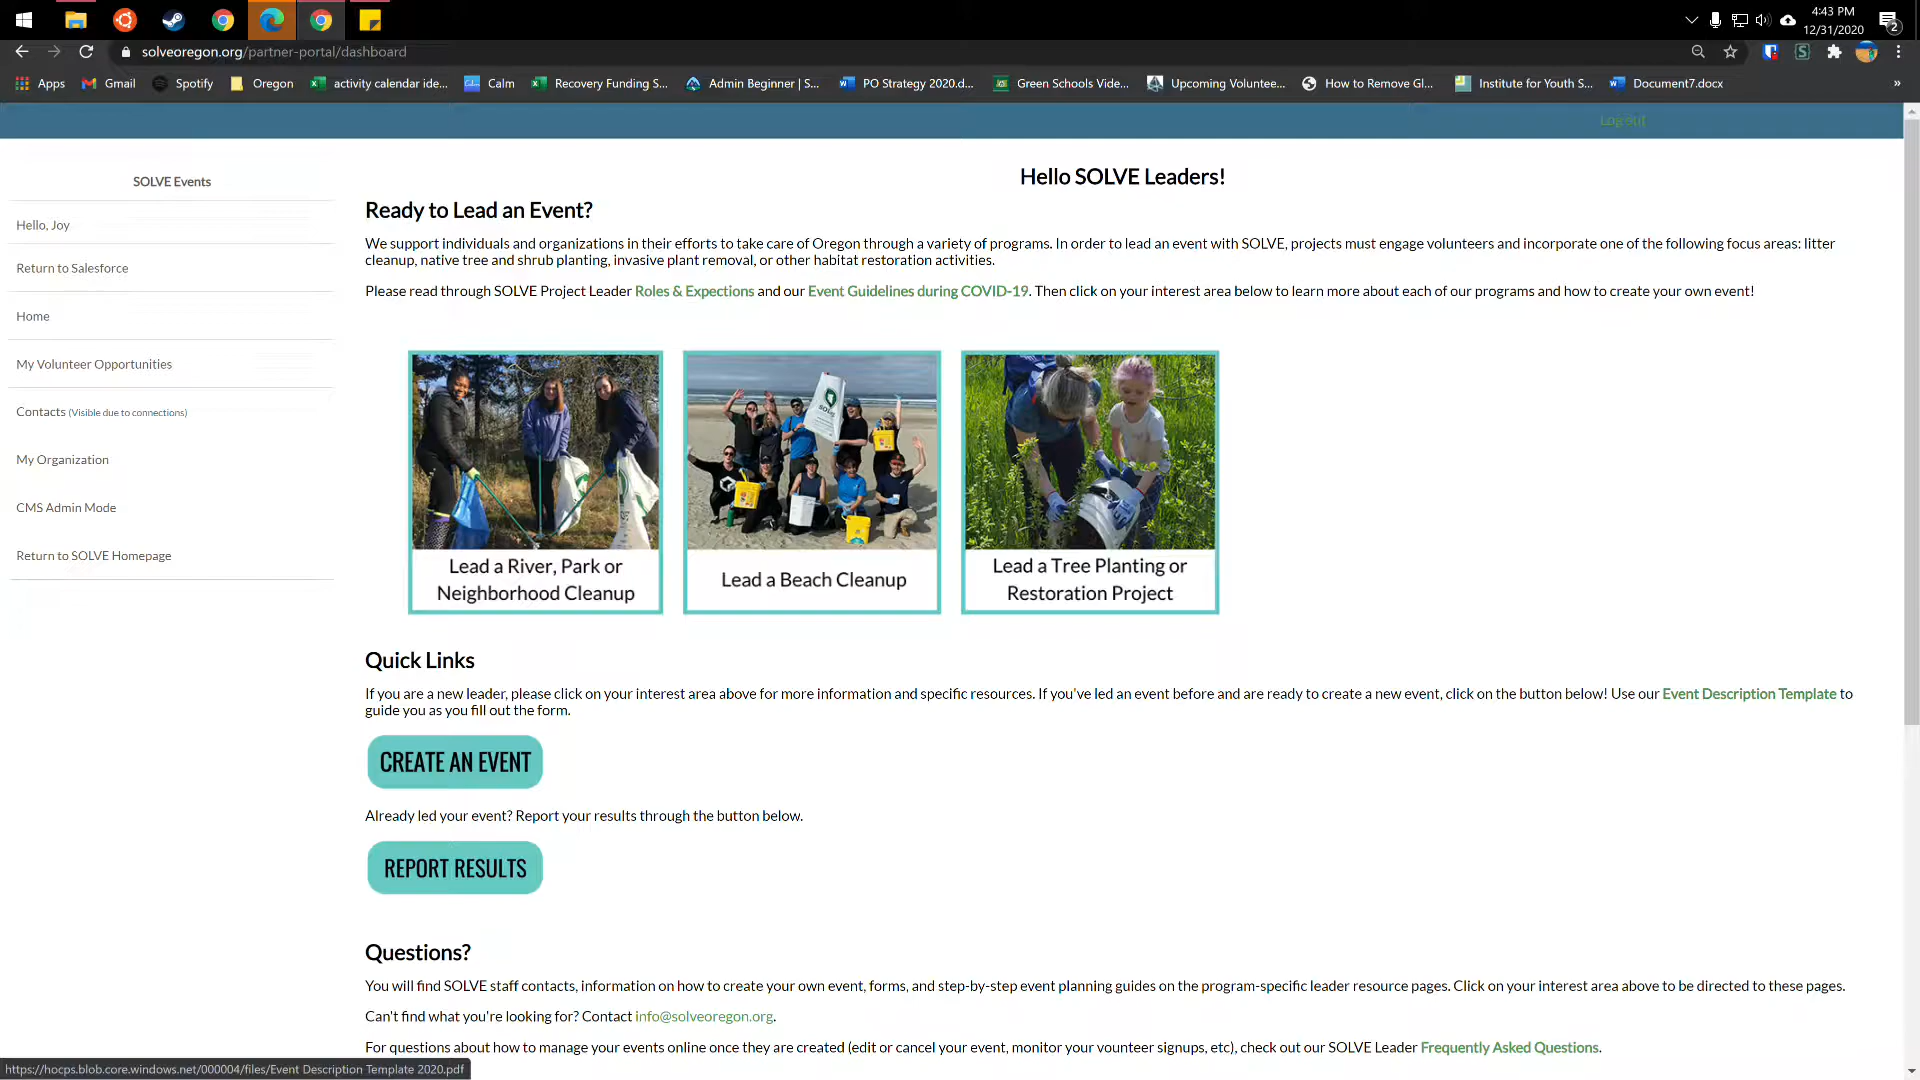 4:43 PM
12/31/2020
2
solveoregon.org/partner-portal/dashboard
Apps Gmail Spotify Oregon activity calendar ide... Calm Recovery Funding S... Admin Beginner | S... PO Strategy 2020.d... Green Schools Vide... Upcoming Voluntee... How to Remove Gl... Institute for Youth S... Document7.docx »
Logout
SOLVE Events
Hello, Joy
Return to Salesforce
Home
My Volunteer Opportunities
Contacts (Visible due to connections)
My Organization
CMS Admin Mode
Return to SOLVE Homepage
Hello SOLVE Leaders!
Ready to Lead an Event?
We support individuals and organizations in their efforts to take care of Oregon through a variety of programs. In order to lead an event with SOLVE, projects must engage volunteers and incorporate one of the following focus areas: litter
cleanup, native tree and shrub planting, invasive plant removal, or other habitat restoration activities.
Please read through SOLVE Project Leader Roles & Expections and our Event Guidelines during COVID-19. Then click on your interest area below to learn more about each of our programs and how to create your own event!
SOLVE
Lead a River, Park or
Neighborhood Cleanup
Lead a Beach Cleanup
Lead a Tree Planting or
Restoration Project
Quick Links
If you are a new leader, please click on your interest area above for more information and specific resources. If you've led an event before and are ready to create a new event, click on the button below! Use our Event Description Template to
guide you as you fill out the form.
CREATE AN EVENT
Already led your event? Report your results through the button below.
REPORT RESULTS
Questions?
You will find SOLVE staff contacts, information on how to create your own event, forms, and step-by-step event planning guides on the program-specific leader resource pages. Click on your interest area above to be directed to these pages.
Can't find what you're looking for? Contact info@solveoregon.org.
For questions about how to manage your events online once they are created (edit or cancel your event, monitor your vounteer signups, etc), check out our SOLVE Leader Frequently Asked Questions.
https://hocps.blob.core.windows.net/000004/files/Event Description Template 2020.pdf